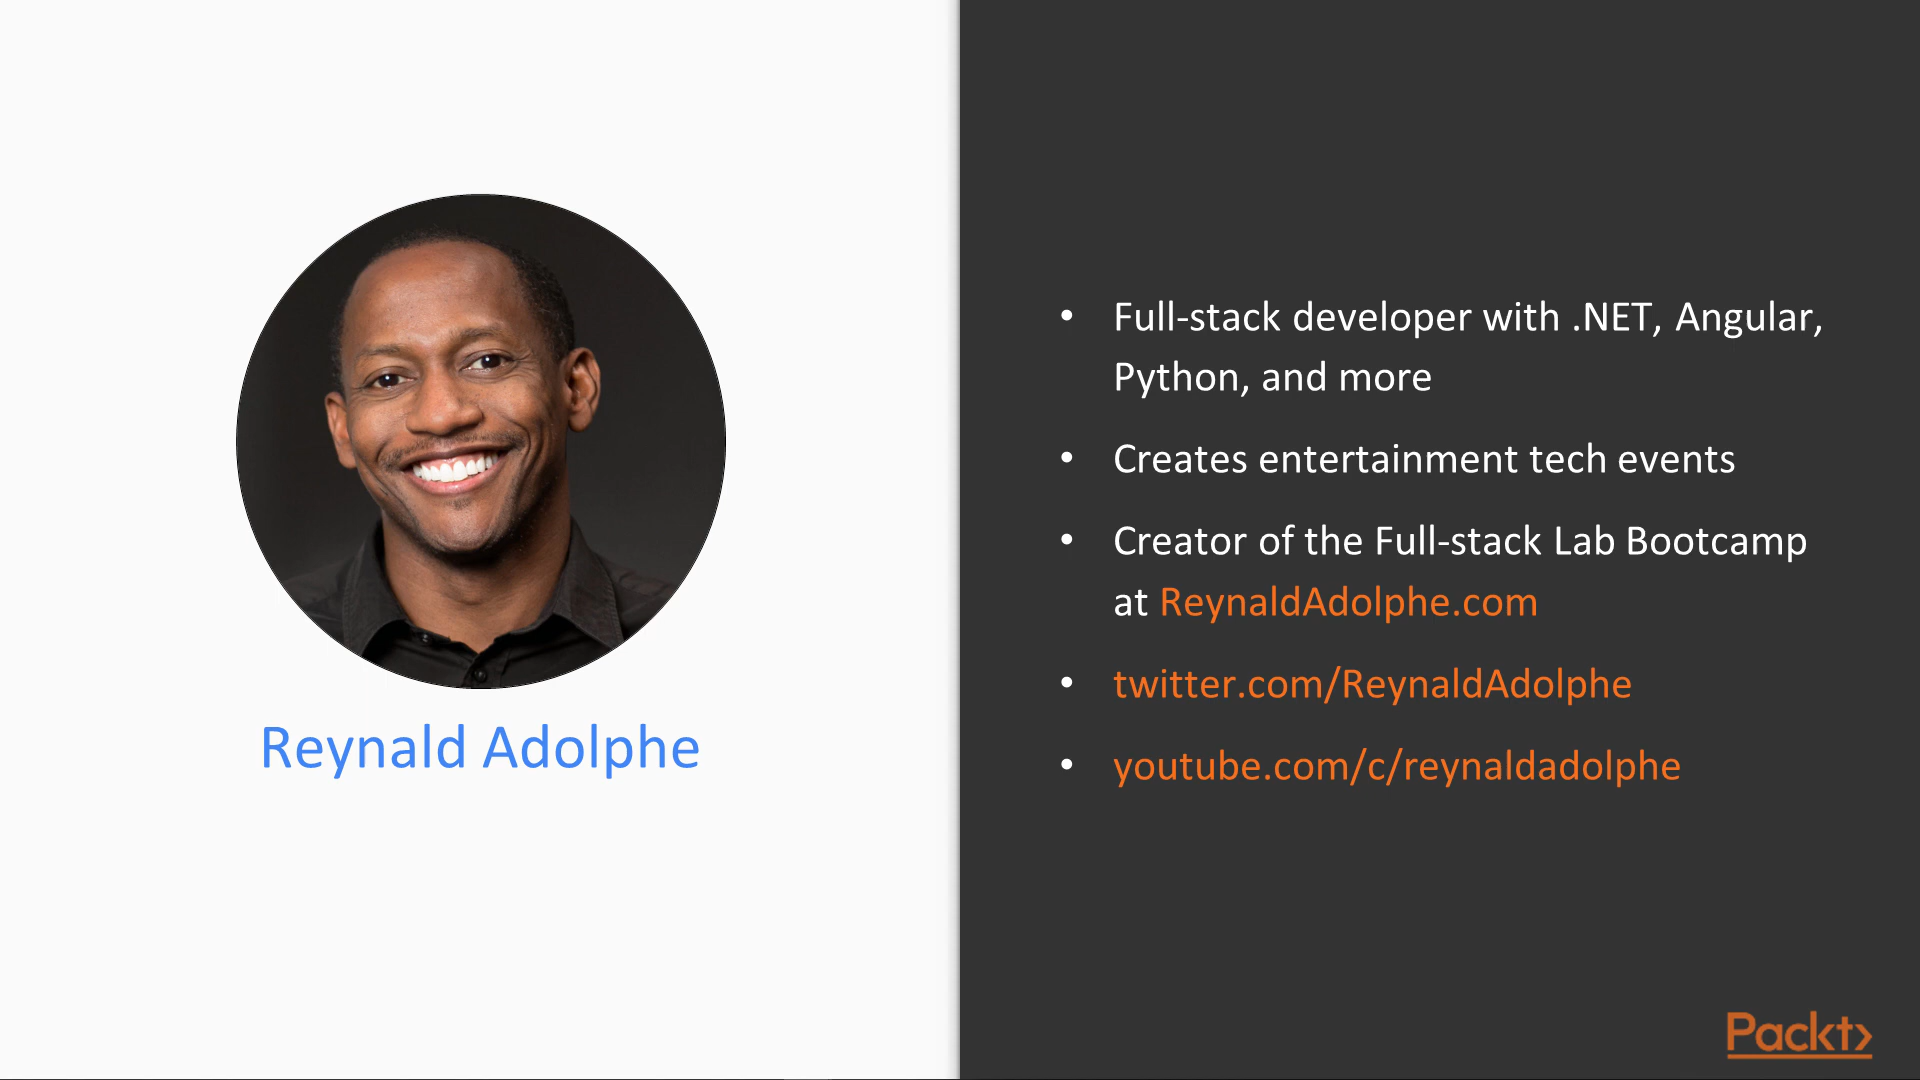 Reynald Adolphe
• Full-stack developer with .NET, Angular,
Python, and more
• Creates entertainment tech events
• Creator of the Full-stack Lab Bootcamp
at ReynaldAdolphe.com
• twitter.com/ReynaldAdolphe
• youtube.com/c/reynaldadolphe
Packt>